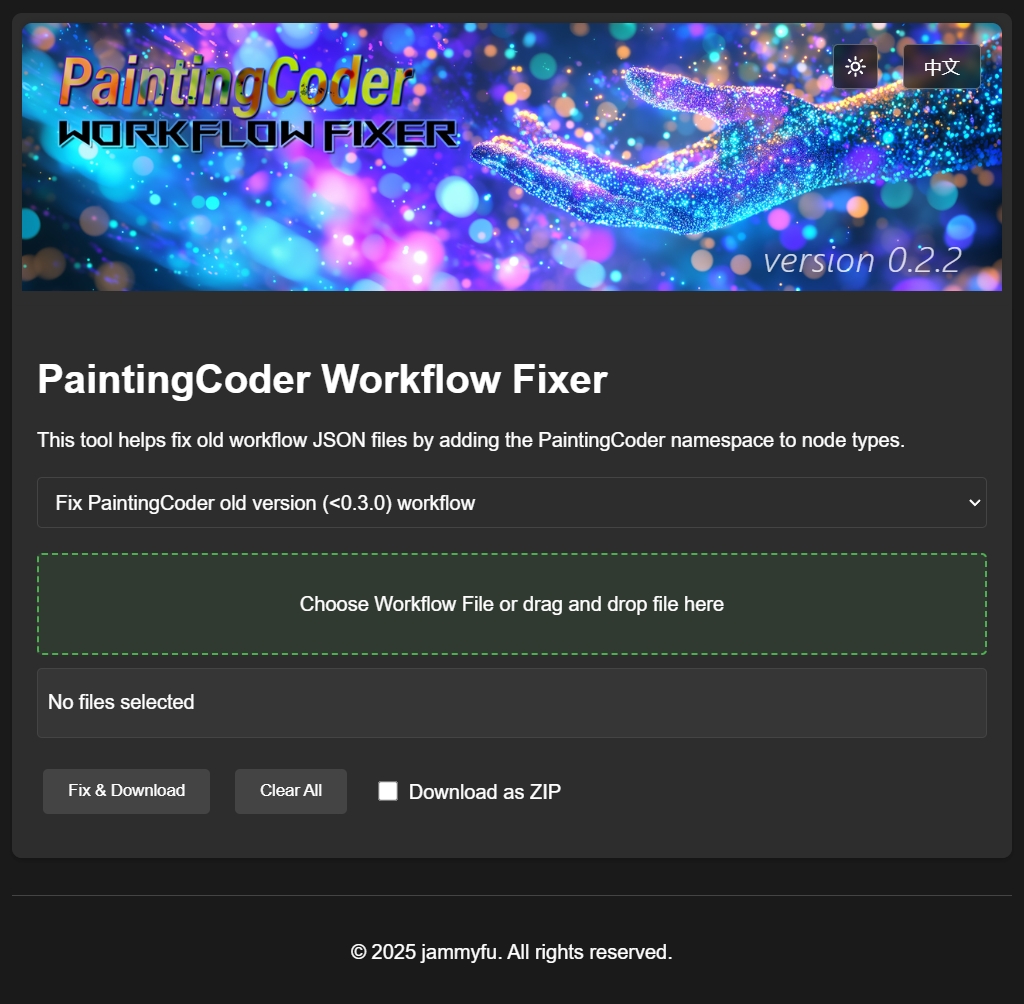 PaintingCoder
WORKFLOW FIXER
中文
version 0.2.2
PaintingCoder Workflow Fixer
This tool helps fix old workflow JSON files by adding the PaintingCoder namespace to node types.
Fix PaintingCoder old version (<0.3.0) workflow
Choose Workflow File or drag and drop file here
No files selected
Fix & Download
Clear All
Download as ZIP
© 2025 jammyfu. All rights reserved.